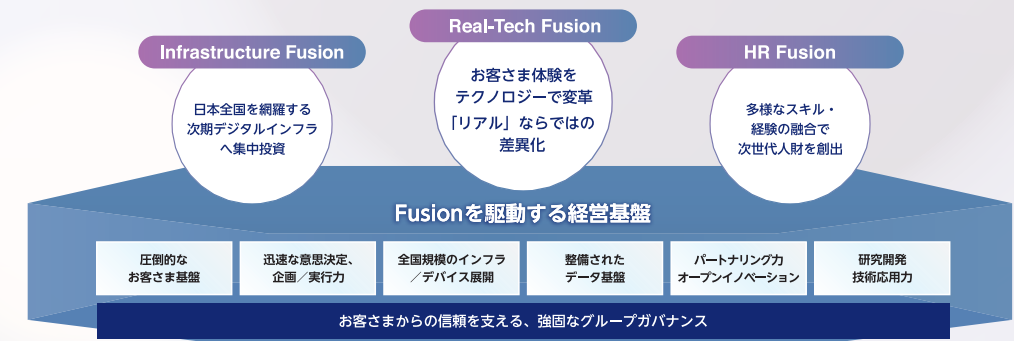 Infrastructure Fusion
日本全国を網羅する
次期デジタルインフラ
へ集中投資
Real-Tech Fusion
お客さま体験を
テクノロジーで変革
「リアル」ならではの
差異化
HR Fusion
多様なスキル・
経験の融合で
次世代人財を創出
Fusionを駆動する経営基盤
圧倒的な
お客さま基盤
迅速な意思決定、
企画／実行力
全国規模のインフラ
／デバイス展開
整備された
データ基盤
パートナリング力
オープンイノベーション
研究開発
技術応用力
お客さまからの信頼を支える、強固なグループガバナンス